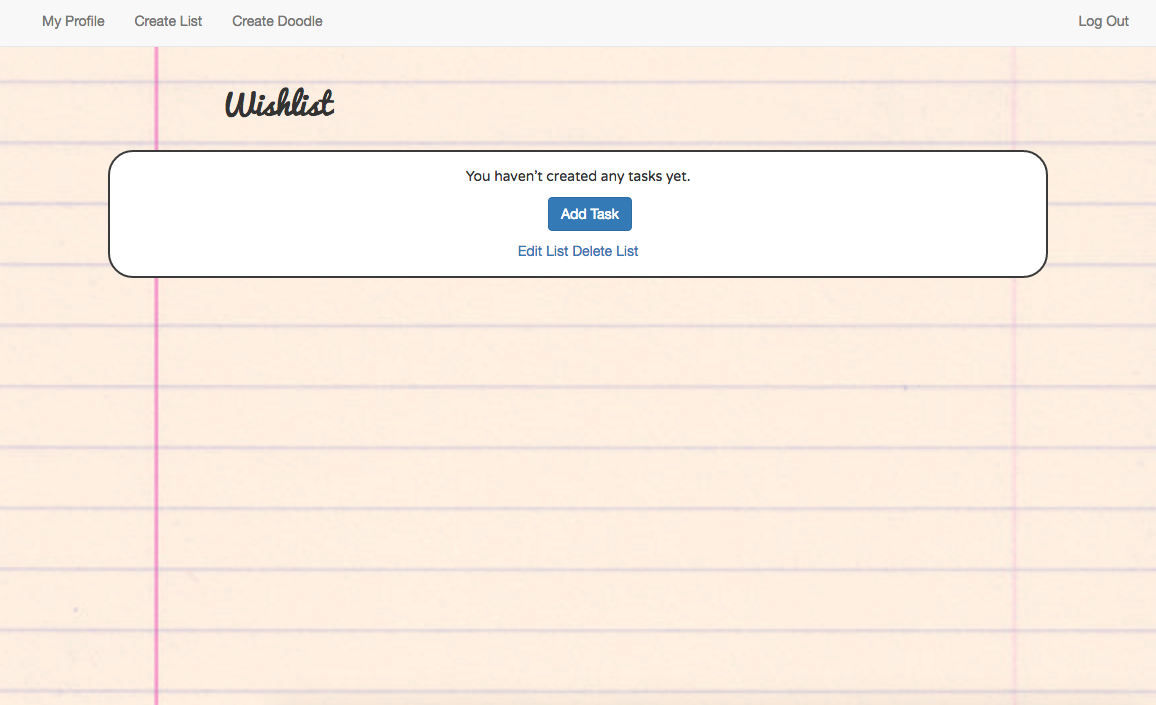 My Profile Create List Create Doodle Log Out
Wishlist
You haven't created any tasks yet.
Add Task
Edit List Delete List